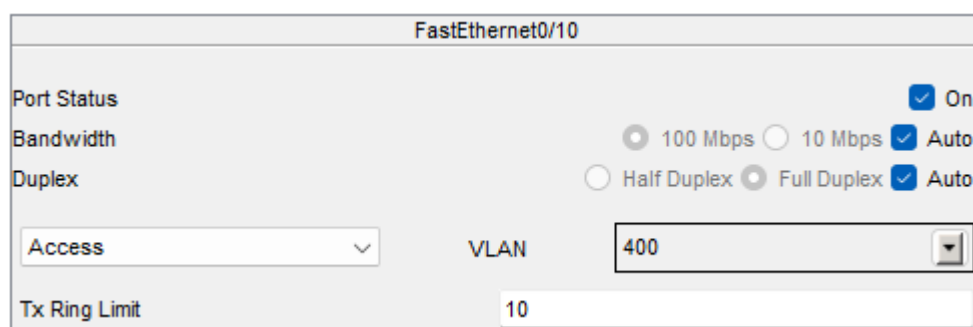 FastEthernet0/10
Port Status On
Bandwidth 100 Mbps 10 Mbps Auto
Duplex Half Duplex Full Duplex Auto
Access VLAN 400
Tx Ring Limit 10